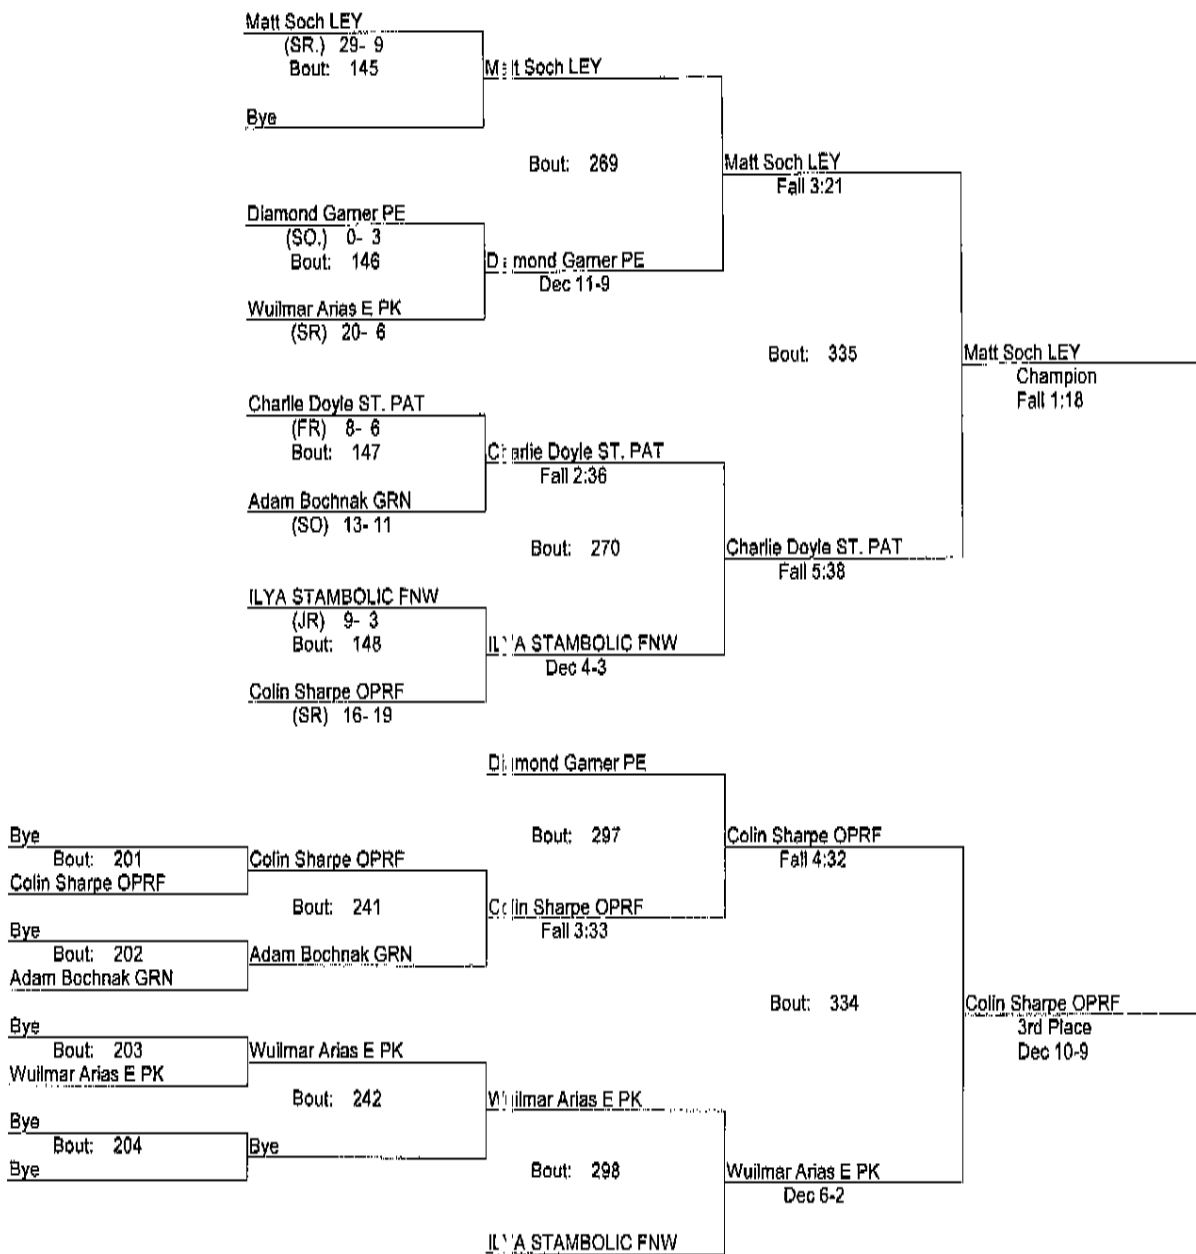 Matt Soch LEY
(SR.) 29- 9
Bout: 145
Matt Soch LEY
Bye
Bout: 269
Matt Soch LEY
Fall 3:21
Diamond Garner PE
(SO.) 0- 3
Bout: 146
Diamond Garner PE
Dec 11-9
Wuilmar Arias E PK
(SR) 20- 6
Bout: 335
Matt Soch LEY
Champion
Fall 1:18
Charlie Doyle ST. PAT
(FR) 8- 6
Bout: 147
Charlie Doyle ST. PAT
Fall 2:36
Adam Bochnak GRN
(SO) 13- 11
Bout: 270
Charlie Doyle ST. PAT
Fall 5:38
ILYA STAMBOLIC FNW
(JR) 9- 3
Bout: 148
ILYA STAMBOLIC FNW
Dec 4-3
Colin Sharpe OPRF
(SR) 16- 19
Diamond Garner PE
Bout: 297
Colin Sharpe OPRF
Fall 4:32
Bye
Bout: 201
Colin Sharpe OPRF
Colin Sharpe OPRF
Bout: 241
Colin Sharpe OPRF
Fall 3:33
Bye
Bout: 202
Adam Bochnak GRN
Adam Bochnak GRN
Bout: 334
Colin Sharpe OPRF
3rd Place
Dec 10-9
Bye
Bout: 203
Wuilmar Arias E PK
Wuilmar Arias E PK
Bout: 242
Wuilmar Arias E PK
Bye
Bout: 204
Bye
Bye
Bout: 298
Wuilmar Arias E PK
Dec 6-2
ILYA STAMBOLIC FNW